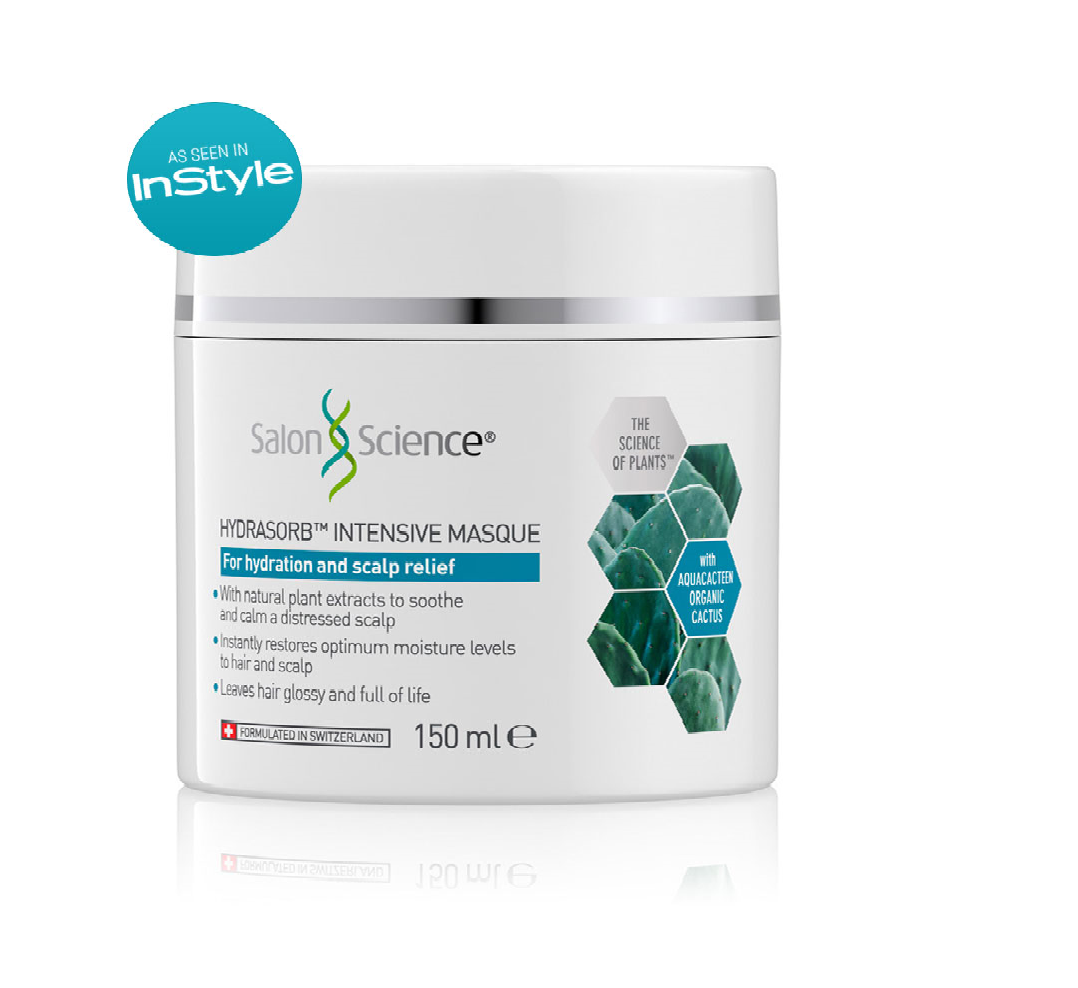 AS SEEN IN
InStyle
Salon Science®
HYDRASORB™ INTENSIVE MASQUE
For hydration and scalp relief
• With natural plant extracts to soothe
and calm a distressed scalp
• Instantly restores optimum moisture levels
to hair and scalp
• Leaves hair glossy and full of life
FORMULATED IN SWITZERLAND
150 ml ℮
THE
SCIENCE
OF PLANTS™
with
AQUACACTEEN
ORGANIC
CACTUS